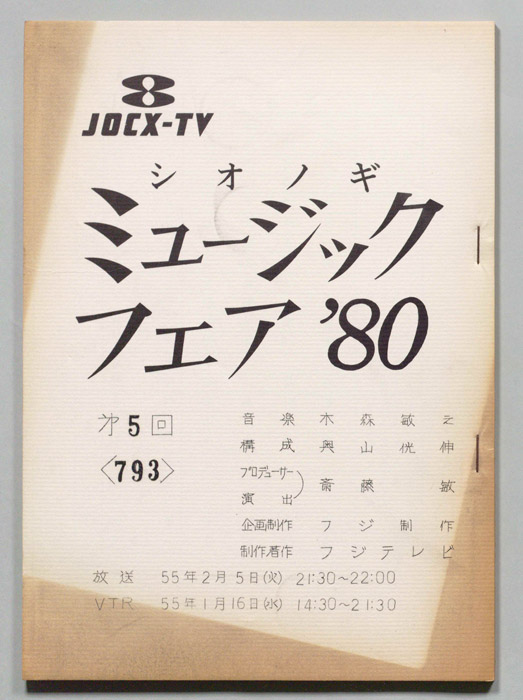 JOCX-TV
シオノギ
ミュージック
フェア '80
オ5回
〈793〉
音楽 木森敏之
構成 奥山侊伸
プロデューサー
演出 斎藤敏
企画制作 フジ制作
制作著作 フジテレビ
放送 55年2月5日(火) 21:30~22:00
VTR 55年1月16日(水) 14:30~21:30